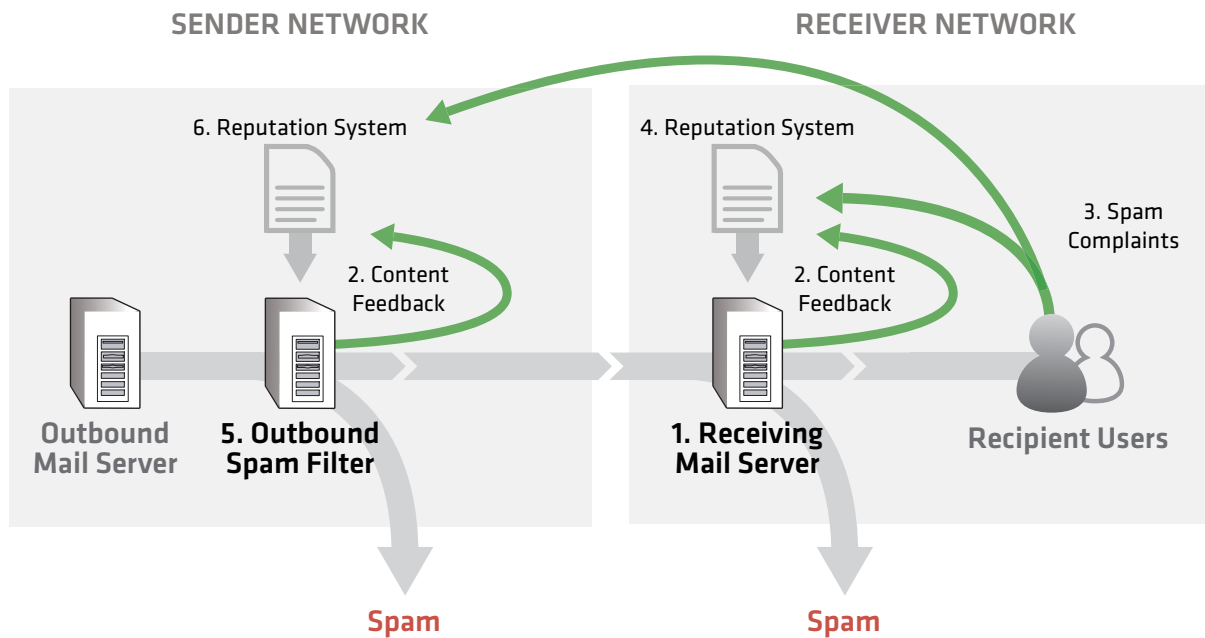 SENDER NETWORK
RECEIVER NETWORK
6. Reputation System
4. Reputation System
3. Spam
Complaints
2. Content
Feedback
2. Content
Feedback
Outbound
Mail Server
5. Outbound
Spam Filter
1. Receiving
Mail Server
Recipient Users
Spam
Spam